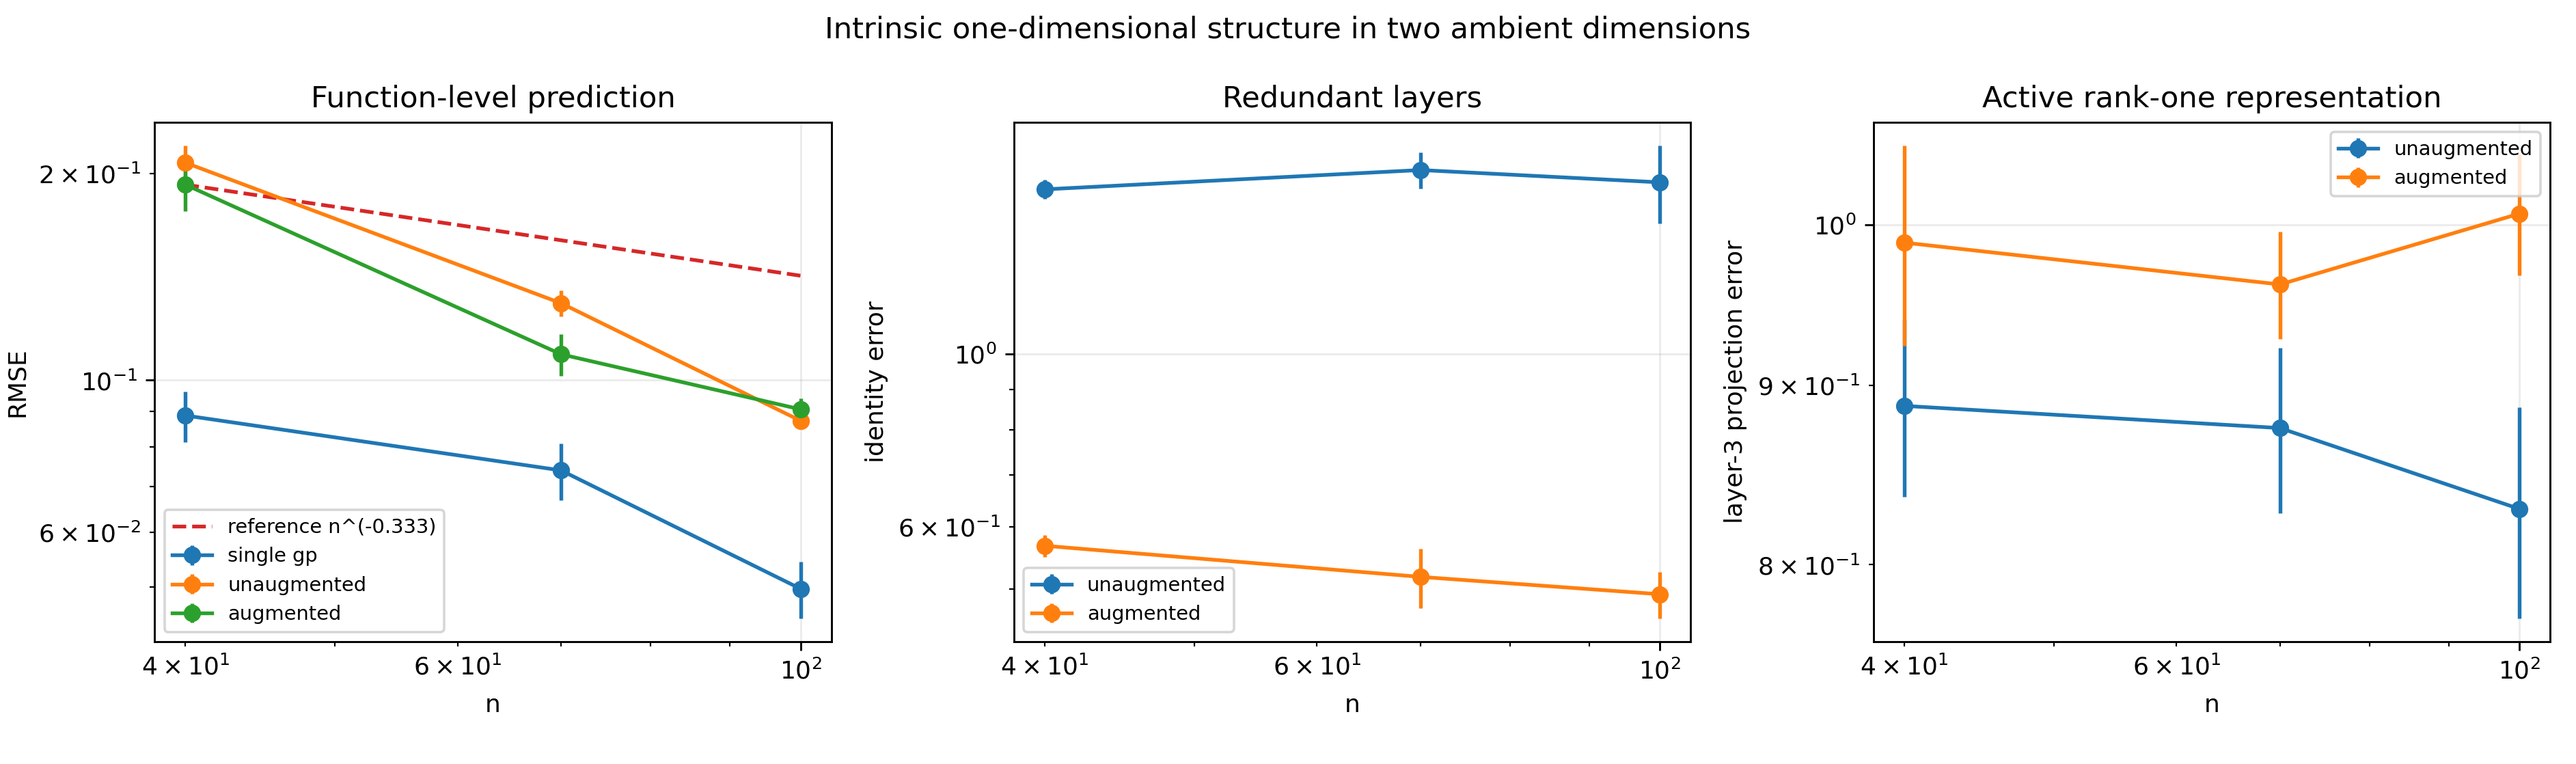 Intrinsic one-dimensional structure in two ambient dimensions
Function-level prediction
RMSE
2 × 10⁻¹
10⁻¹
6 × 10⁻²
reference n^(-0.333)
single gp
unaugmented
augmented
4 × 10¹
6 × 10¹
10²
n
Redundant layers
identity error
10⁰
6 × 10⁻¹
unaugmented
augmented
4 × 10¹
6 × 10¹
10²
n
Active rank-one representation
layer-3 projection error
10⁰
9 × 10⁻¹
8 × 10⁻¹
unaugmented
augmented
4 × 10¹
6 × 10¹
10²
n